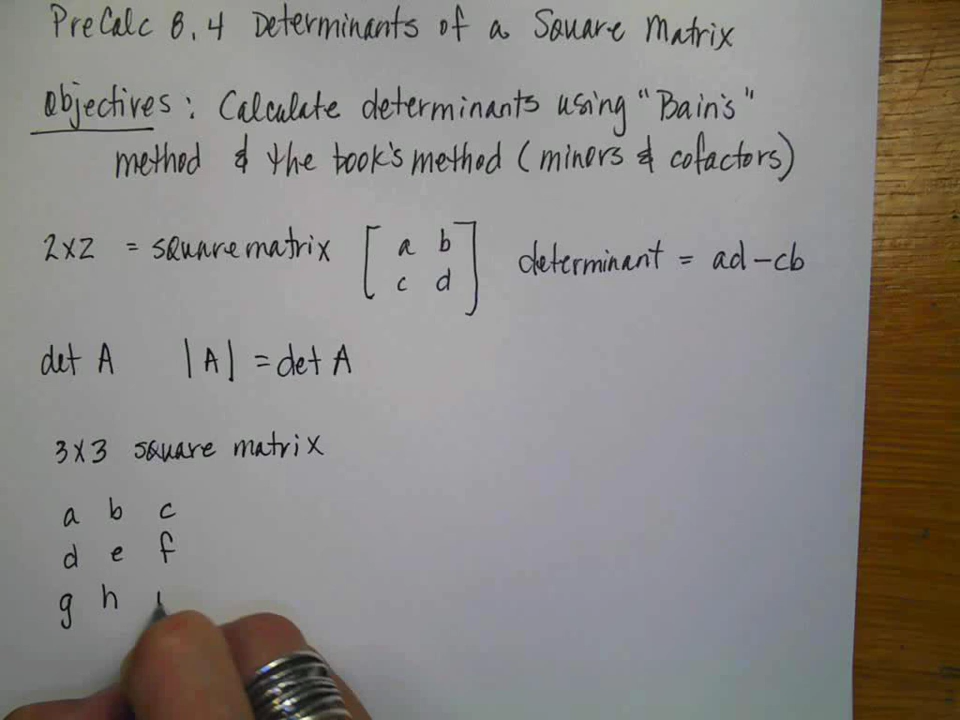 PreCalc 8.4 Determinants of a Square Matrix
Objectives: Calculate determinants using "Bain's"
method & the book's method (minors & cofactors)
2x2 = square matrix [a b determinant = ad-cb
c d]
det A |A| = det A
3x3 square matrix
a b c
d e f
g h